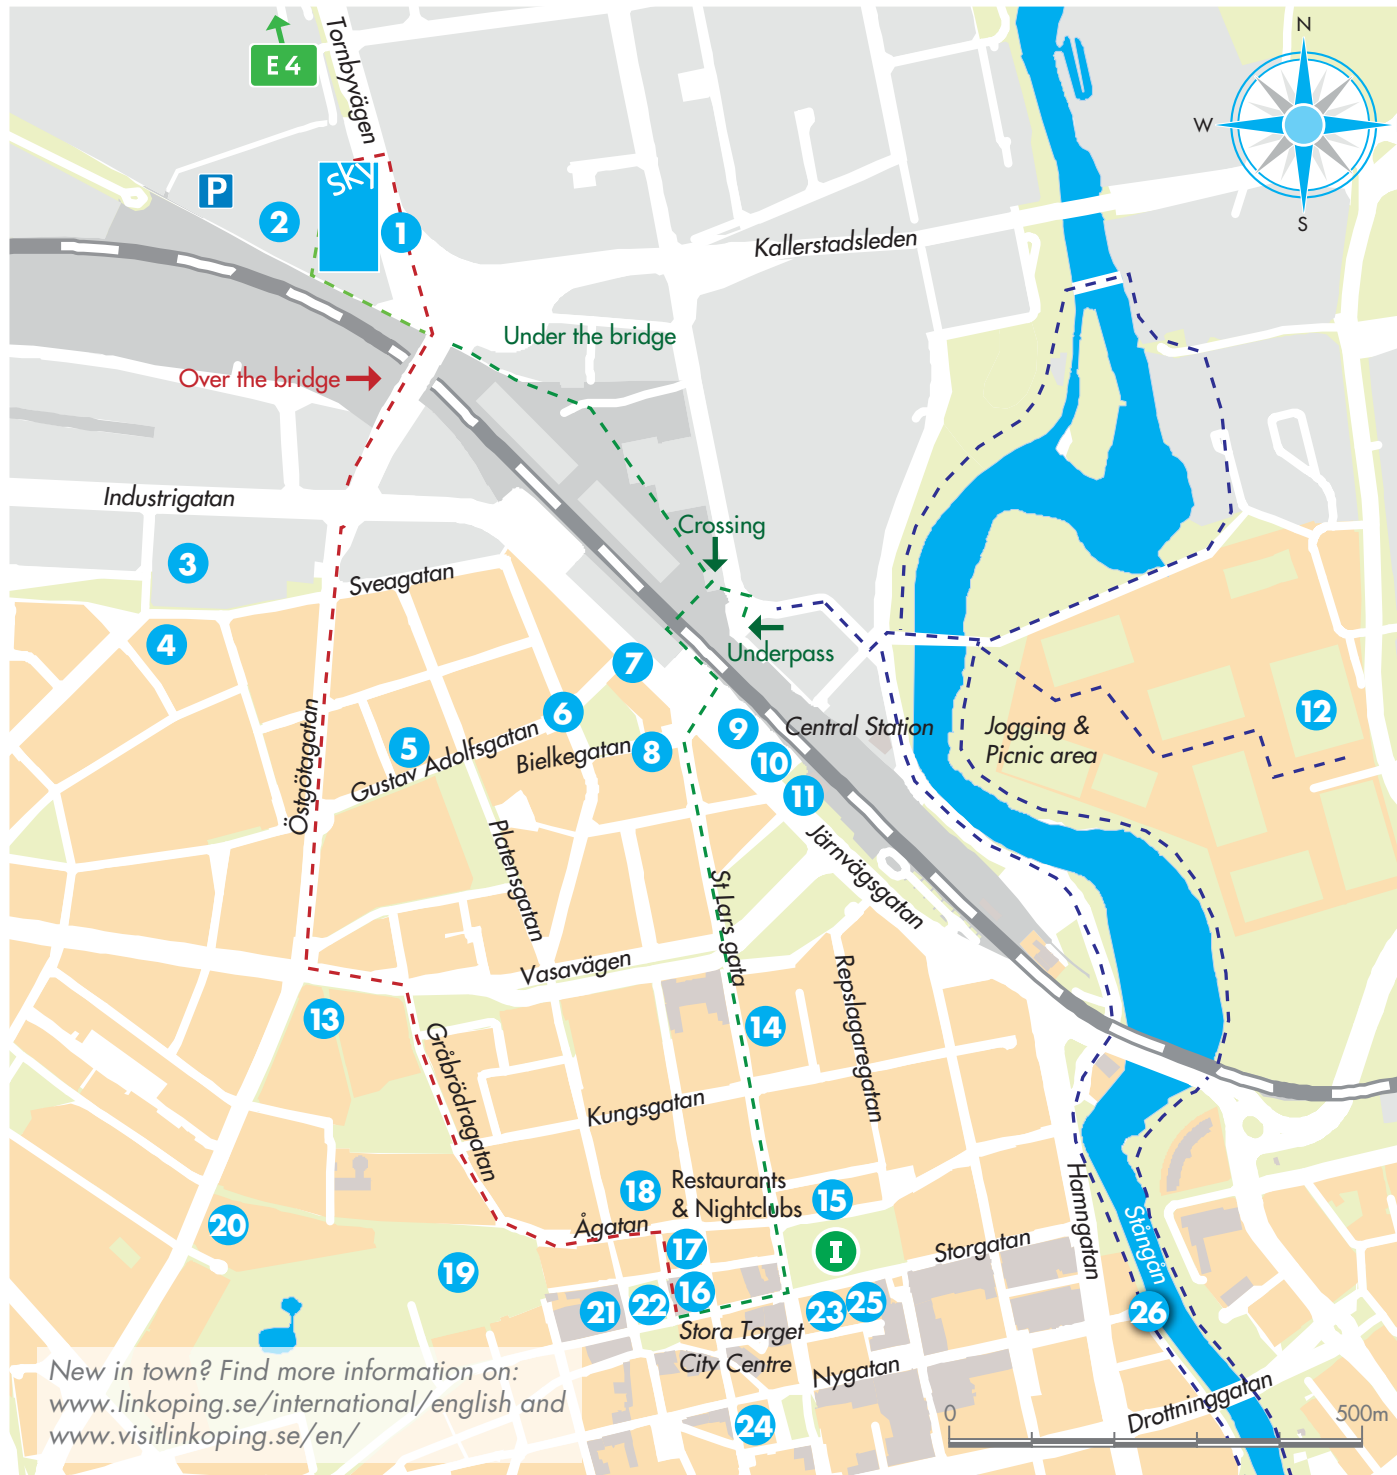 N
W
S
E 4
Tornbyvägen
P
SKY
2
1
Kallerstadsleden
Under the bridge
Over the bridge
Industrigatan
Crossing
3
Sveagatan
4
Underpass
7
6
12
5
9
Central Station
Jogging &
Picnic area
Östgötagatan
Gustav Adolfsgatan
Bielkegatan
8
10
11
Platensgatan
Järnvägsgatan
St Lars gata
Vasavägen
Repslagaregatan
13
14
Gråbrödragatan
Kungsgatan
18
Restaurants
& Nightclubs
15
Hamngatan
Stångån
20
Ågatan
17
I
Storgatan
19
16
21
22
23
25
26
Stora Torget
City Centre
Nygatan
24
Drottninggatan
New in town? Find more information on:
www.linkoping.se/international/english and
www.visitlinkoping.se/en/
0
500m